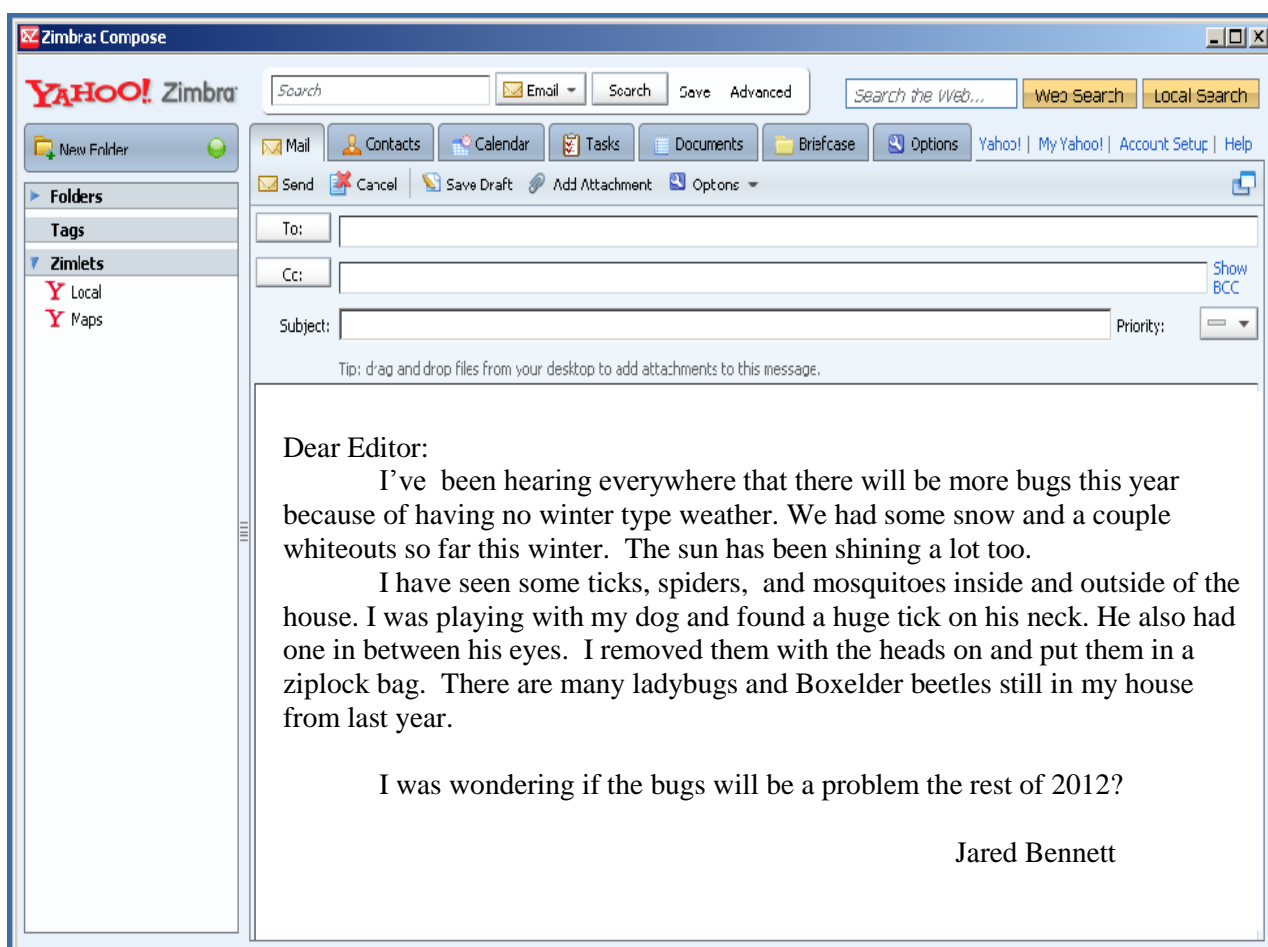 Zimbra: Compose
YAHOO! Zimbra
Search
Email
Search
Save
Advanced
Search the Web...
Web Search
Local Search
New Folder
Mail
Contacts
Calendar
Tasks
Documents
Briefcase
Options
Yahoo! | My Yahoo! | Account Setup | Help
Send
Cancel
Save Draft
Add Attachment
Optons
Folders
Tags
Zimlets
Y Local
Y Maps
To:
Cc:
Show
BCC
Subject:
Priority:
Tip: drag and drop files from your desktop to add attachments to this message.
Dear Editor:
I’ve been hearing everywhere that there will be more bugs this year
because of having no winter type weather. We had some snow and a couple
whiteouts so far this winter. The sun has been shining a lot too.
I have seen some ticks, spiders, and mosquitoes inside and outside of the
house. I was playing with my dog and found a huge tick on his neck. He also had
one in between his eyes. I removed them with the heads on and put them in a
ziplock bag. There are many ladybugs and Boxelder beetles still in my house
from last year.
I was wondering if the bugs will be a problem the rest of 2012?
Jared Bennett